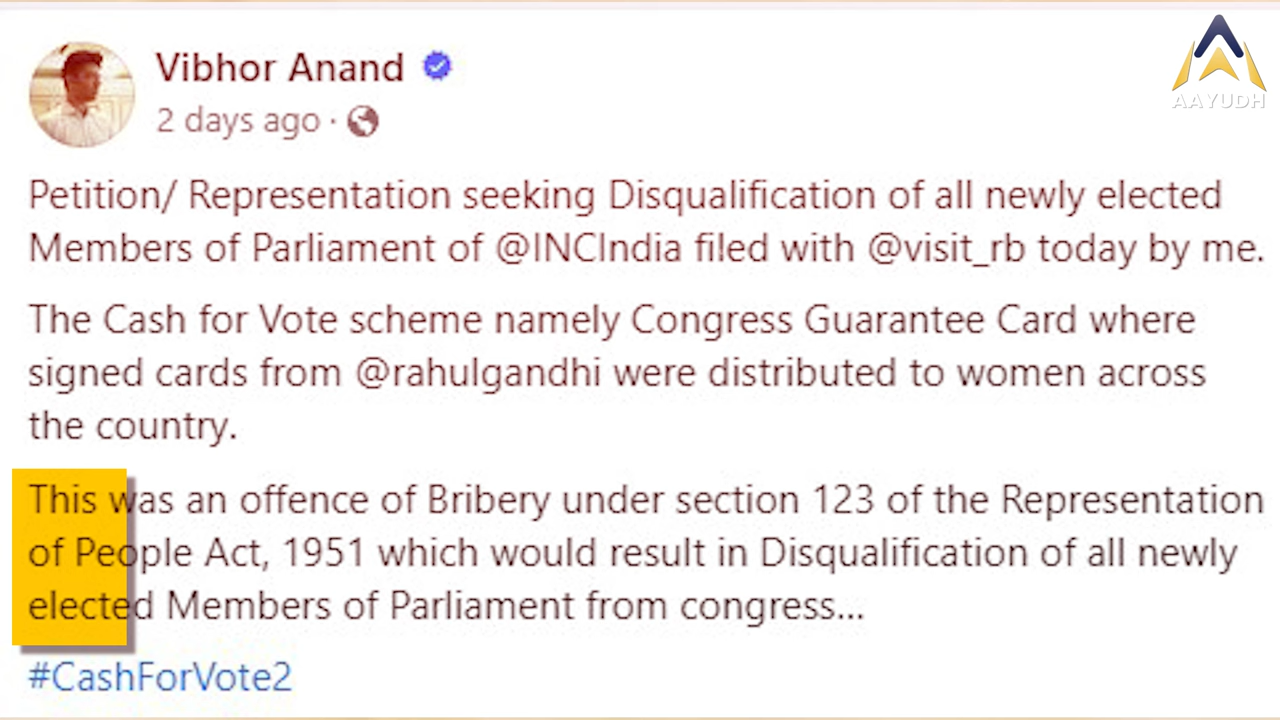 Vibhor Anand
AAYUDH
2 days ago ·
Petition/ Representation seeking Disqualification of all newly elected
Members of Parliament of @INCIndia filed with @visit_rb today by me.
The Cash for Vote scheme namely Congress Guarantee Card where
signed cards from @rahulgandhi were distributed to women across
the country.
This was an offence of Bribery under section 123 of the Representation
of People Act, 1951 which would result in Disqualification of all newly
elected Members of Parliament from congress...
#CashForVote2